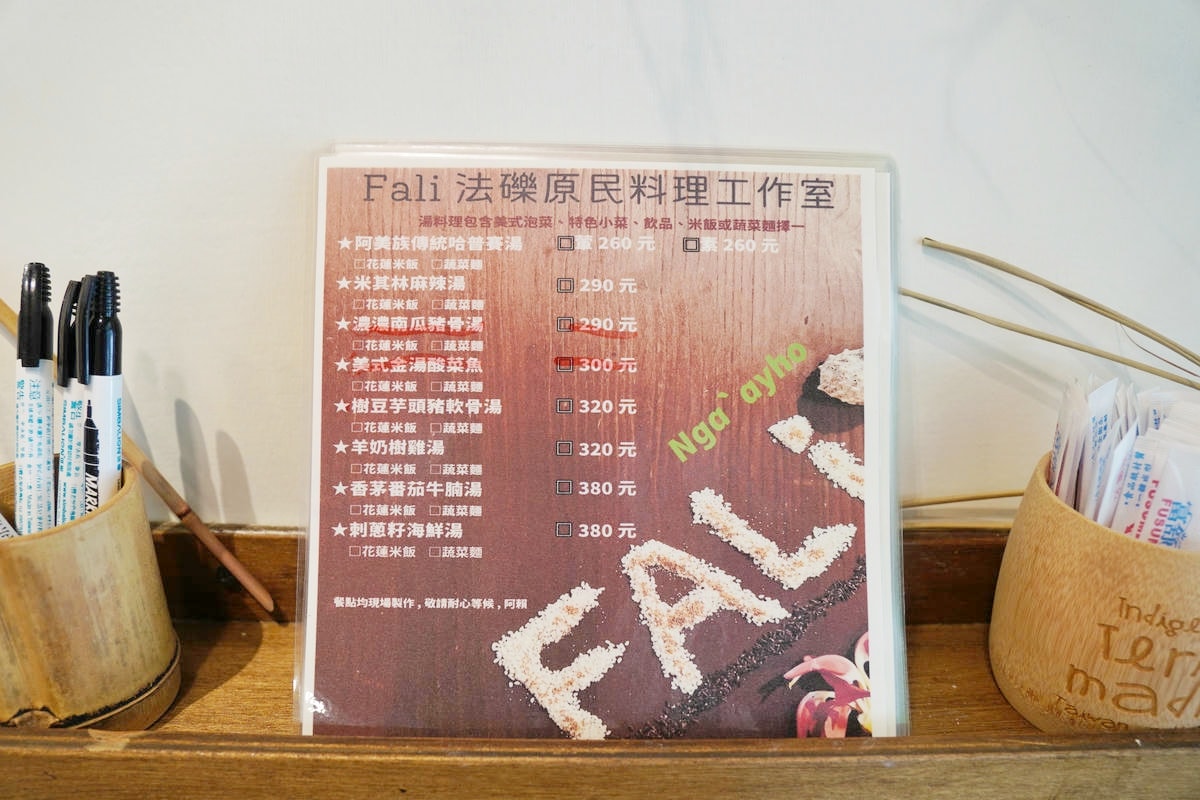 Fali 法礫原民料理工作室
湯料理包含美式泡菜、特色小菜、飲品、米飯或蔬菜麵擇一
★阿美族傳統哈普賽湯 □葷 260 元 □素 260 元
□花蓮米飯 □蔬菜麵
★米其林麻辣湯 □ 290 元
□花蓮米飯 □蔬菜麵
★濃濃南瓜豬骨湯 □ 290 元
□花蓮米飯 □蔬菜麵
★美式金湯酸菜魚 □ 300 元
□花蓮米飯 □蔬菜麵
★樹豆芋頭豬軟骨湯 □ 320 元
□花蓮米飯 □蔬菜麵
★羊奶樹雞湯 □ 320 元
□花蓮米飯 □蔬菜麵
★香茅番茄牛腩湯 □ 380 元
□花蓮米飯 □蔬菜麵
★刺蔥籽海鮮湯 □ 380 元
□花蓮米飯 □蔬菜麵
餐點均現場製作,敬請耐心等候,阿賴
Nga`ayho
FALI
Indige
Ter
mad
Taiwan
MARK
SIMBALION